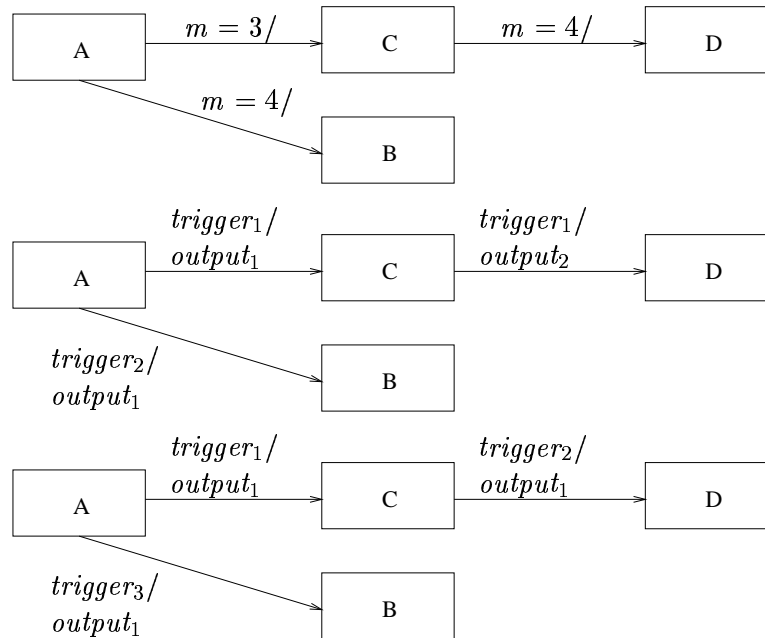 A
m = 3/
C
m = 4/
D
m = 4/
B
trigger₁/
output₁
trigger₁/
output₂
A
C
D
trigger₂/
output₁
B
trigger₁/
output₁
trigger₂/
output₁
A
C
D
trigger₃/
output₁
B